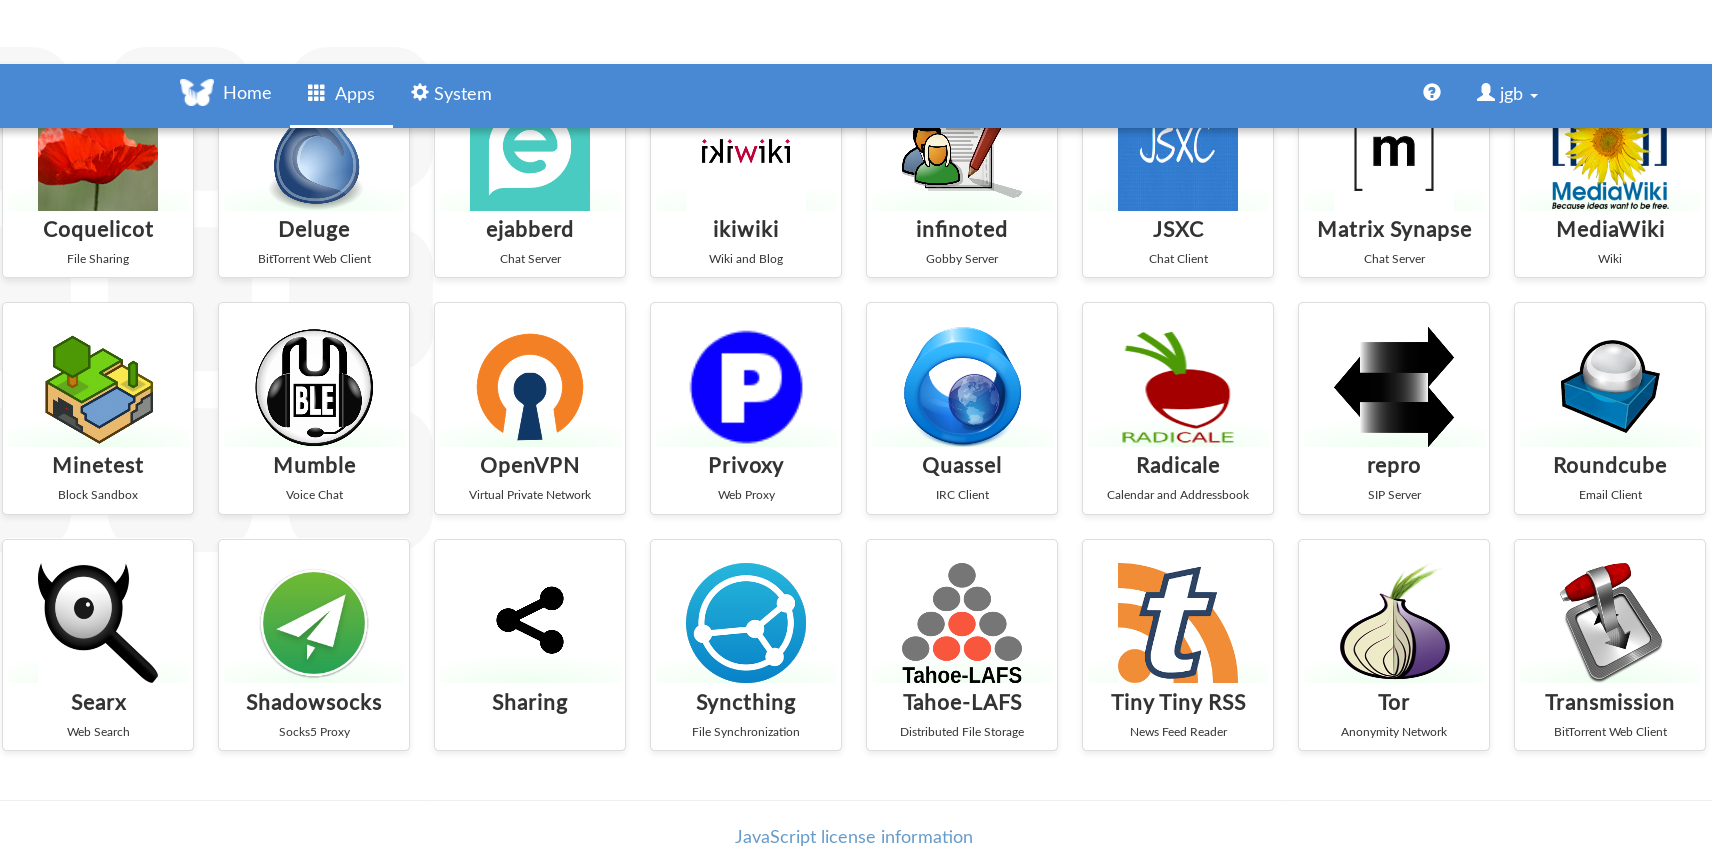 Home Apps System jgb
JSXC
ikiwiki
[m]
MediaWiki
Because ideas want to be free.
Coquelicot Deluge ejabberd ikiwiki infinoted JSXC Matrix Synapse MediaWiki
File Sharing BitTorrent Web Client Chat Server Wiki and Blog Gobby Server Chat Client Chat Server Wiki
BLE
P
RADICALE
Minetest Mumble OpenVPN Privoxy Quassel Radicale repro Roundcube
Block Sandbox Voice Chat Virtual Private Network Web Proxy IRC Client Calendar and Addressbook SIP Server Email Client
t
Tahoe-LAFS
Searx Shadowsocks Sharing Syncthing Tahoe-LAFS Tiny Tiny RSS Tor Transmission
Web Search Socks5 Proxy File Synchronization Distributed File Storage News Feed Reader Anonymity Network BitTorrent Web Client
JavaScript license information